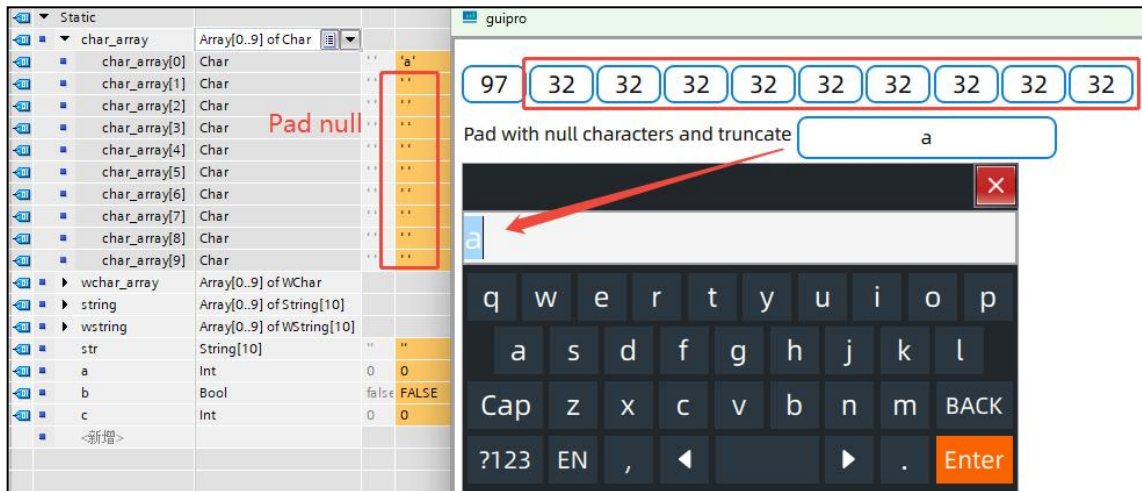 Static
char_array Array[0..9] of Char
char_array[0] Char ' ' 'a'
char_array[1] Char ' ' ' '
char_array[2] Char ' ' ' '
char_array[3] Char ' ' ' '
char_array[4] Char ' ' ' '
char_array[5] Char ' ' ' '
char_array[6] Char ' ' ' '
char_array[7] Char ' ' ' '
char_array[8] Char ' ' ' '
char_array[9] Char ' ' ' '
Pad null
wchar_array Array[0..9] of WChar
string Array[0..9] of String[10]
wstring Array[0..9] of WString[10]
str String[10] '' ''
a Int 0 0
b Bool false FALSE
c Int 0 0
<新增>
guipro
97 32 32 32 32 32 32 32 32 32
Pad with null characters and truncate a
a
q w e r t y u i o p
a s d f g h j k l
Cap z x c v b n m BACK
?123 EN , ◀ ▶ . Enter